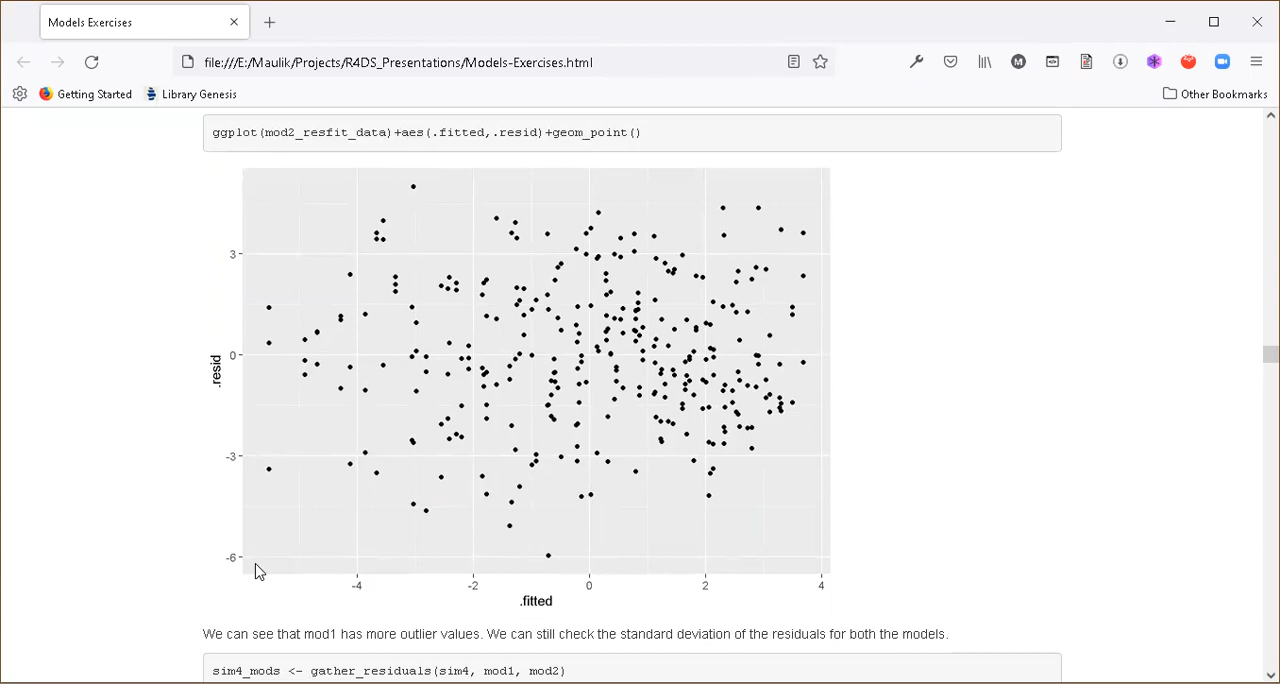 Models Exercises
file:///E:/Maulik/Projects/R4DS_Presentations/Models-Exercises.html
Getting Started
Library Genesis
Other Bookmarks
ggplot(mod2_resfit_data)+aes(.fitted,.resid)+geom_point()
.resid
3
0
-3
-6
-4 -2 0 2 4
.fitted
We can see that mod1 has more outlier values. We can still check the standard deviation of the residuals for both the models.
sim4_mods <- gather_residuals(sim4, mod1, mod2)